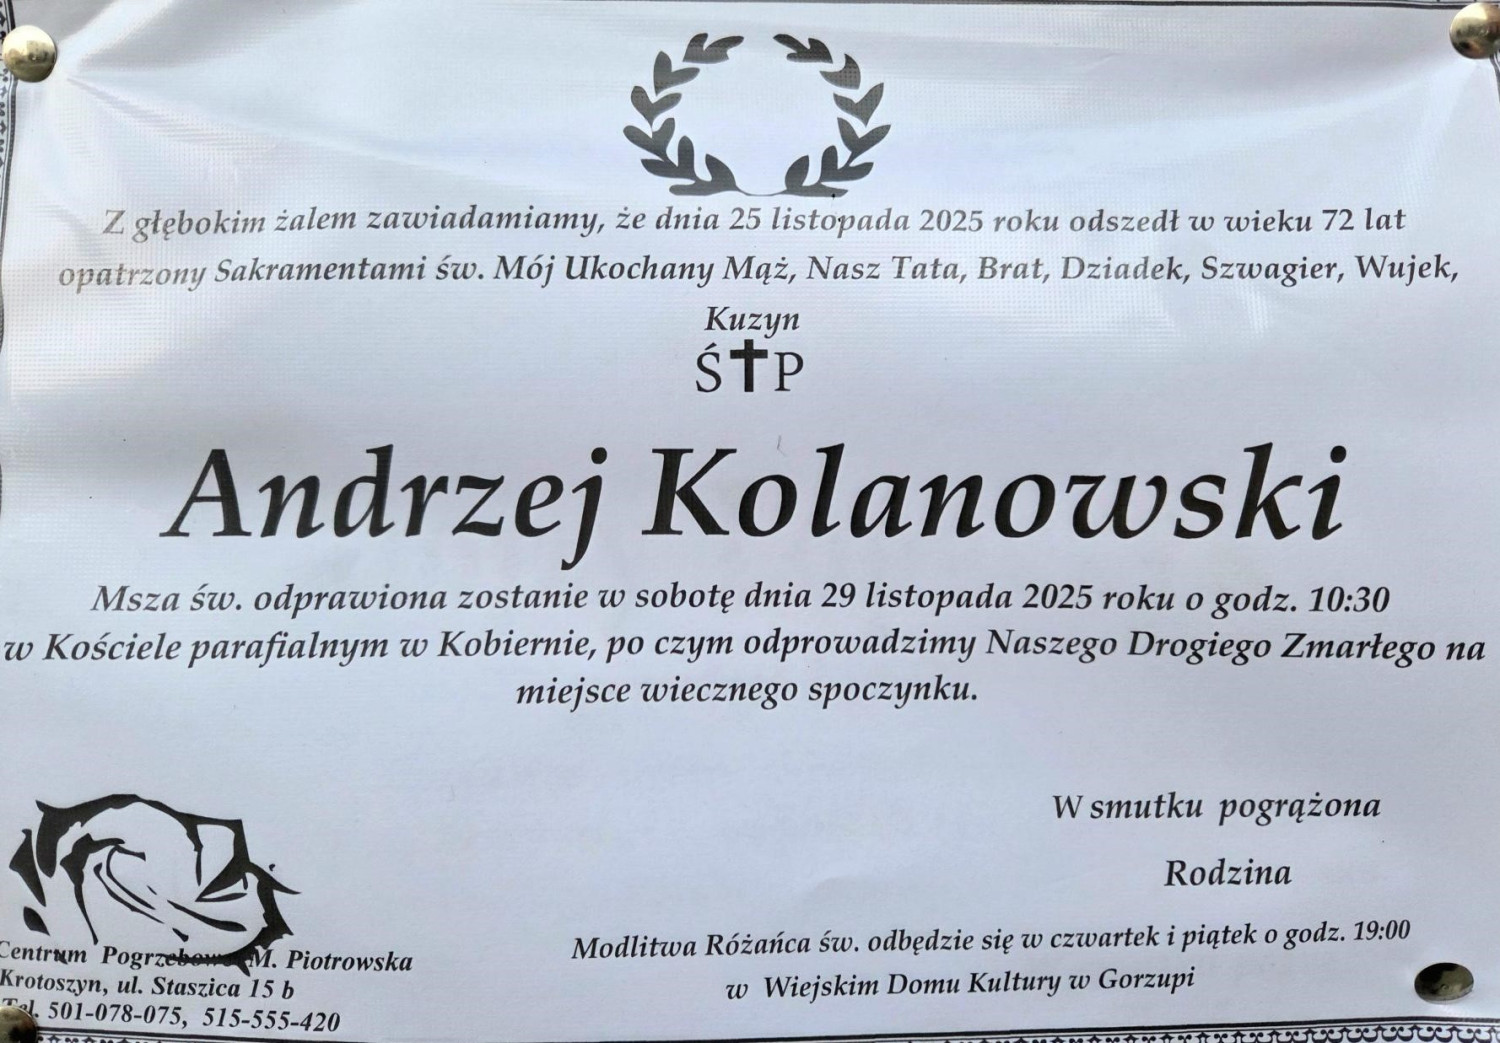 Z głębokim żalem zawiadamiamy, że dnia 25 listopada 2025 roku odszedł w wieku 72 lat
opatrzony Sakramentami św. Mój Ukochany Mąż, Nasz Tata, Brat, Dziadek, Szwagier, Wujek,
Kuzyn
Ś✝P
Andrzej Kolanowski
Msza św. odprawiona zostanie w sobotę dnia 29 listopada 2025 roku o godz. 10:30
w Kościele parafialnym w Kobiernie, po czym odprowadzimy Naszego Drogiego Zmarłego na
miejsce wiecznego spoczynku.
W smutku pogrążona
Rodzina
Modlitwa Różańca św. odbędzie się w czwartek i piątek o godz. 19:00
w Wiejskim Domu Kultury w Gorzupi
Centrum Pogrzebowe M. Piotrowska
Krotoszyn, ul. Staszica 15 b
Tel. 501-078-075, 515-555-420